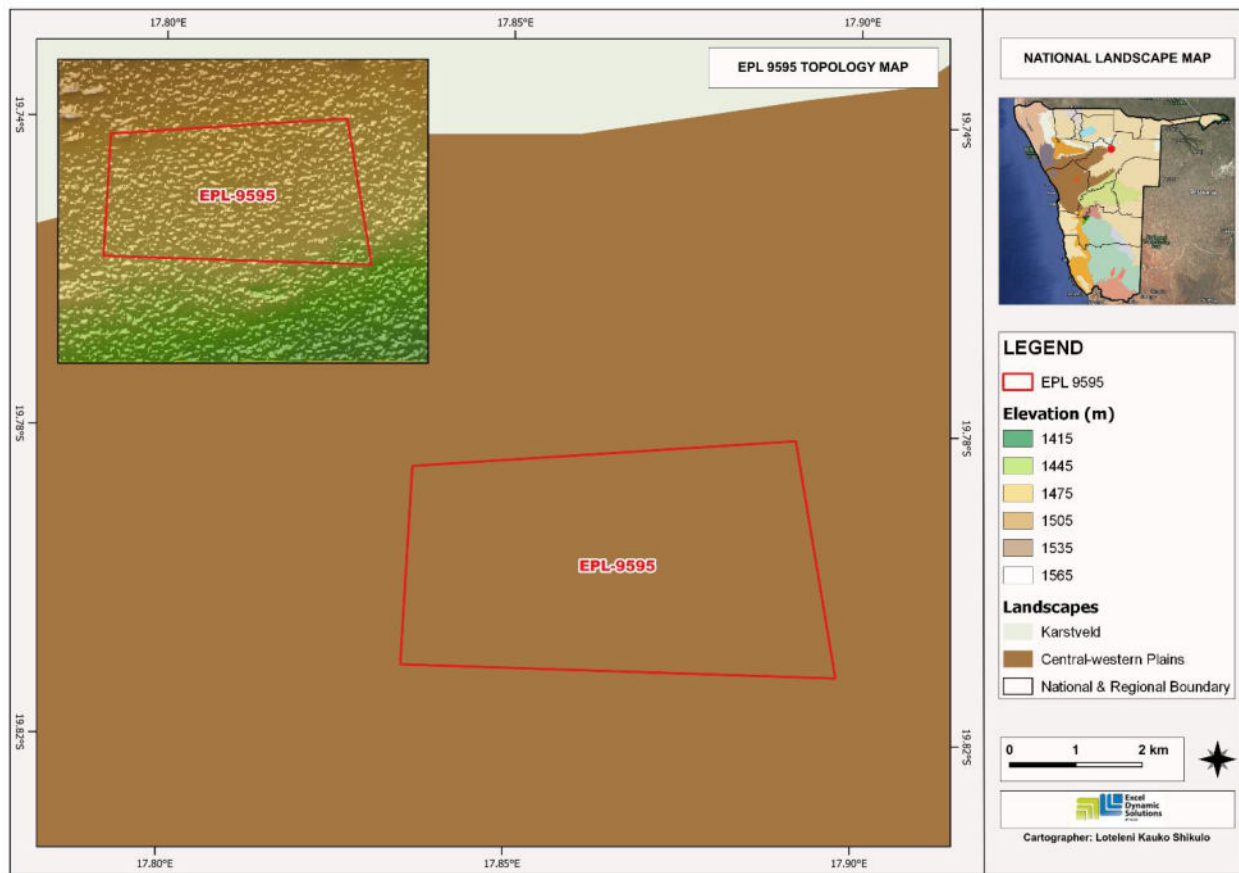 17.80°E
17.85°E
17.90°E
EPL 9595 TOPOLOGY MAP
NATIONAL LANDSCAPE MAP
19.74°S
19.74°S
EPL-9595
19.78°S
19.78°S
EPL-9595
19.82°S
19.82°S
17.80°E
17.85°E
17.90°E
LEGEND
EPL 9595
Elevation (m)
1415
1445
1475
1505
1535
1565
Landscapes
Karstveld
Central-western Plains
National & Regional Boundary
0 1 2 km
Excel
Dynamic
Solutions
Cartographer: Loteleni Kauko Shikulo